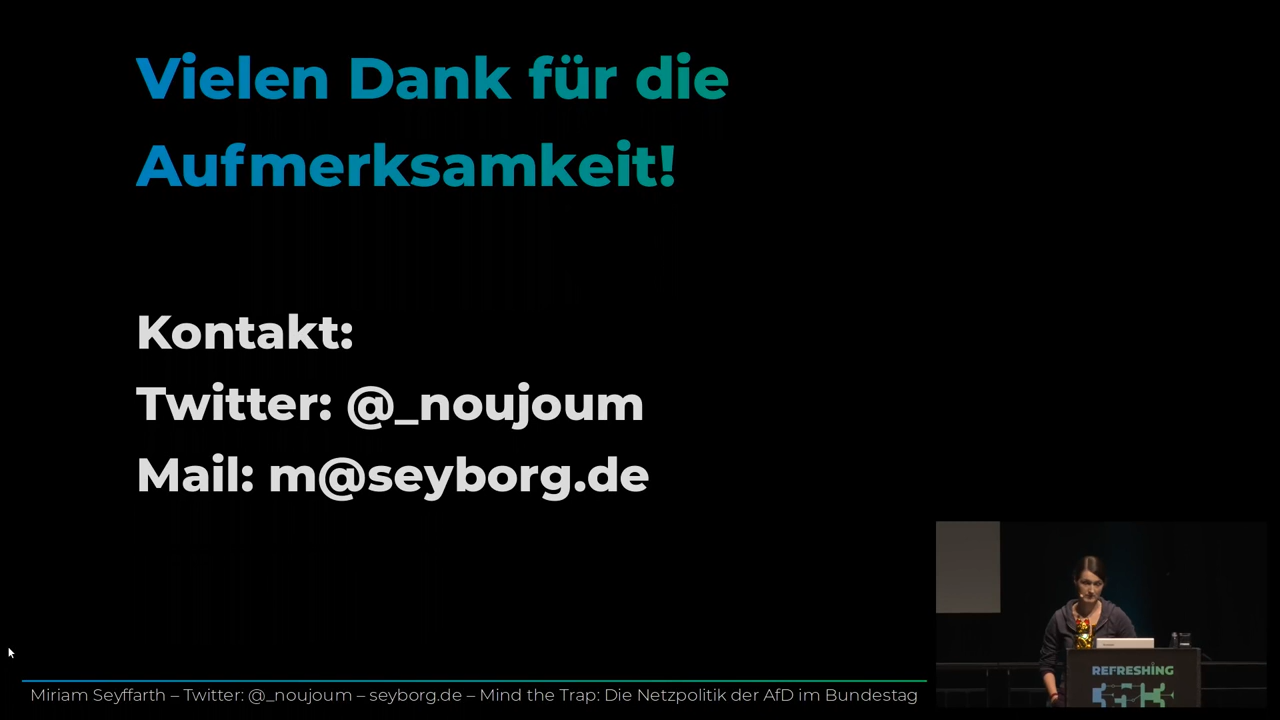 Vielen Dank für die
Aufmerksamkeit!
Kontakt:
Twitter: @_noujoum
Mail: m@seyborg.de
Miriam Seyffarth – Twitter: @_noujoum – seyborg.de – Mind the Trap: Die Netzpolitik der AfD im Bundestag
REFRESHING